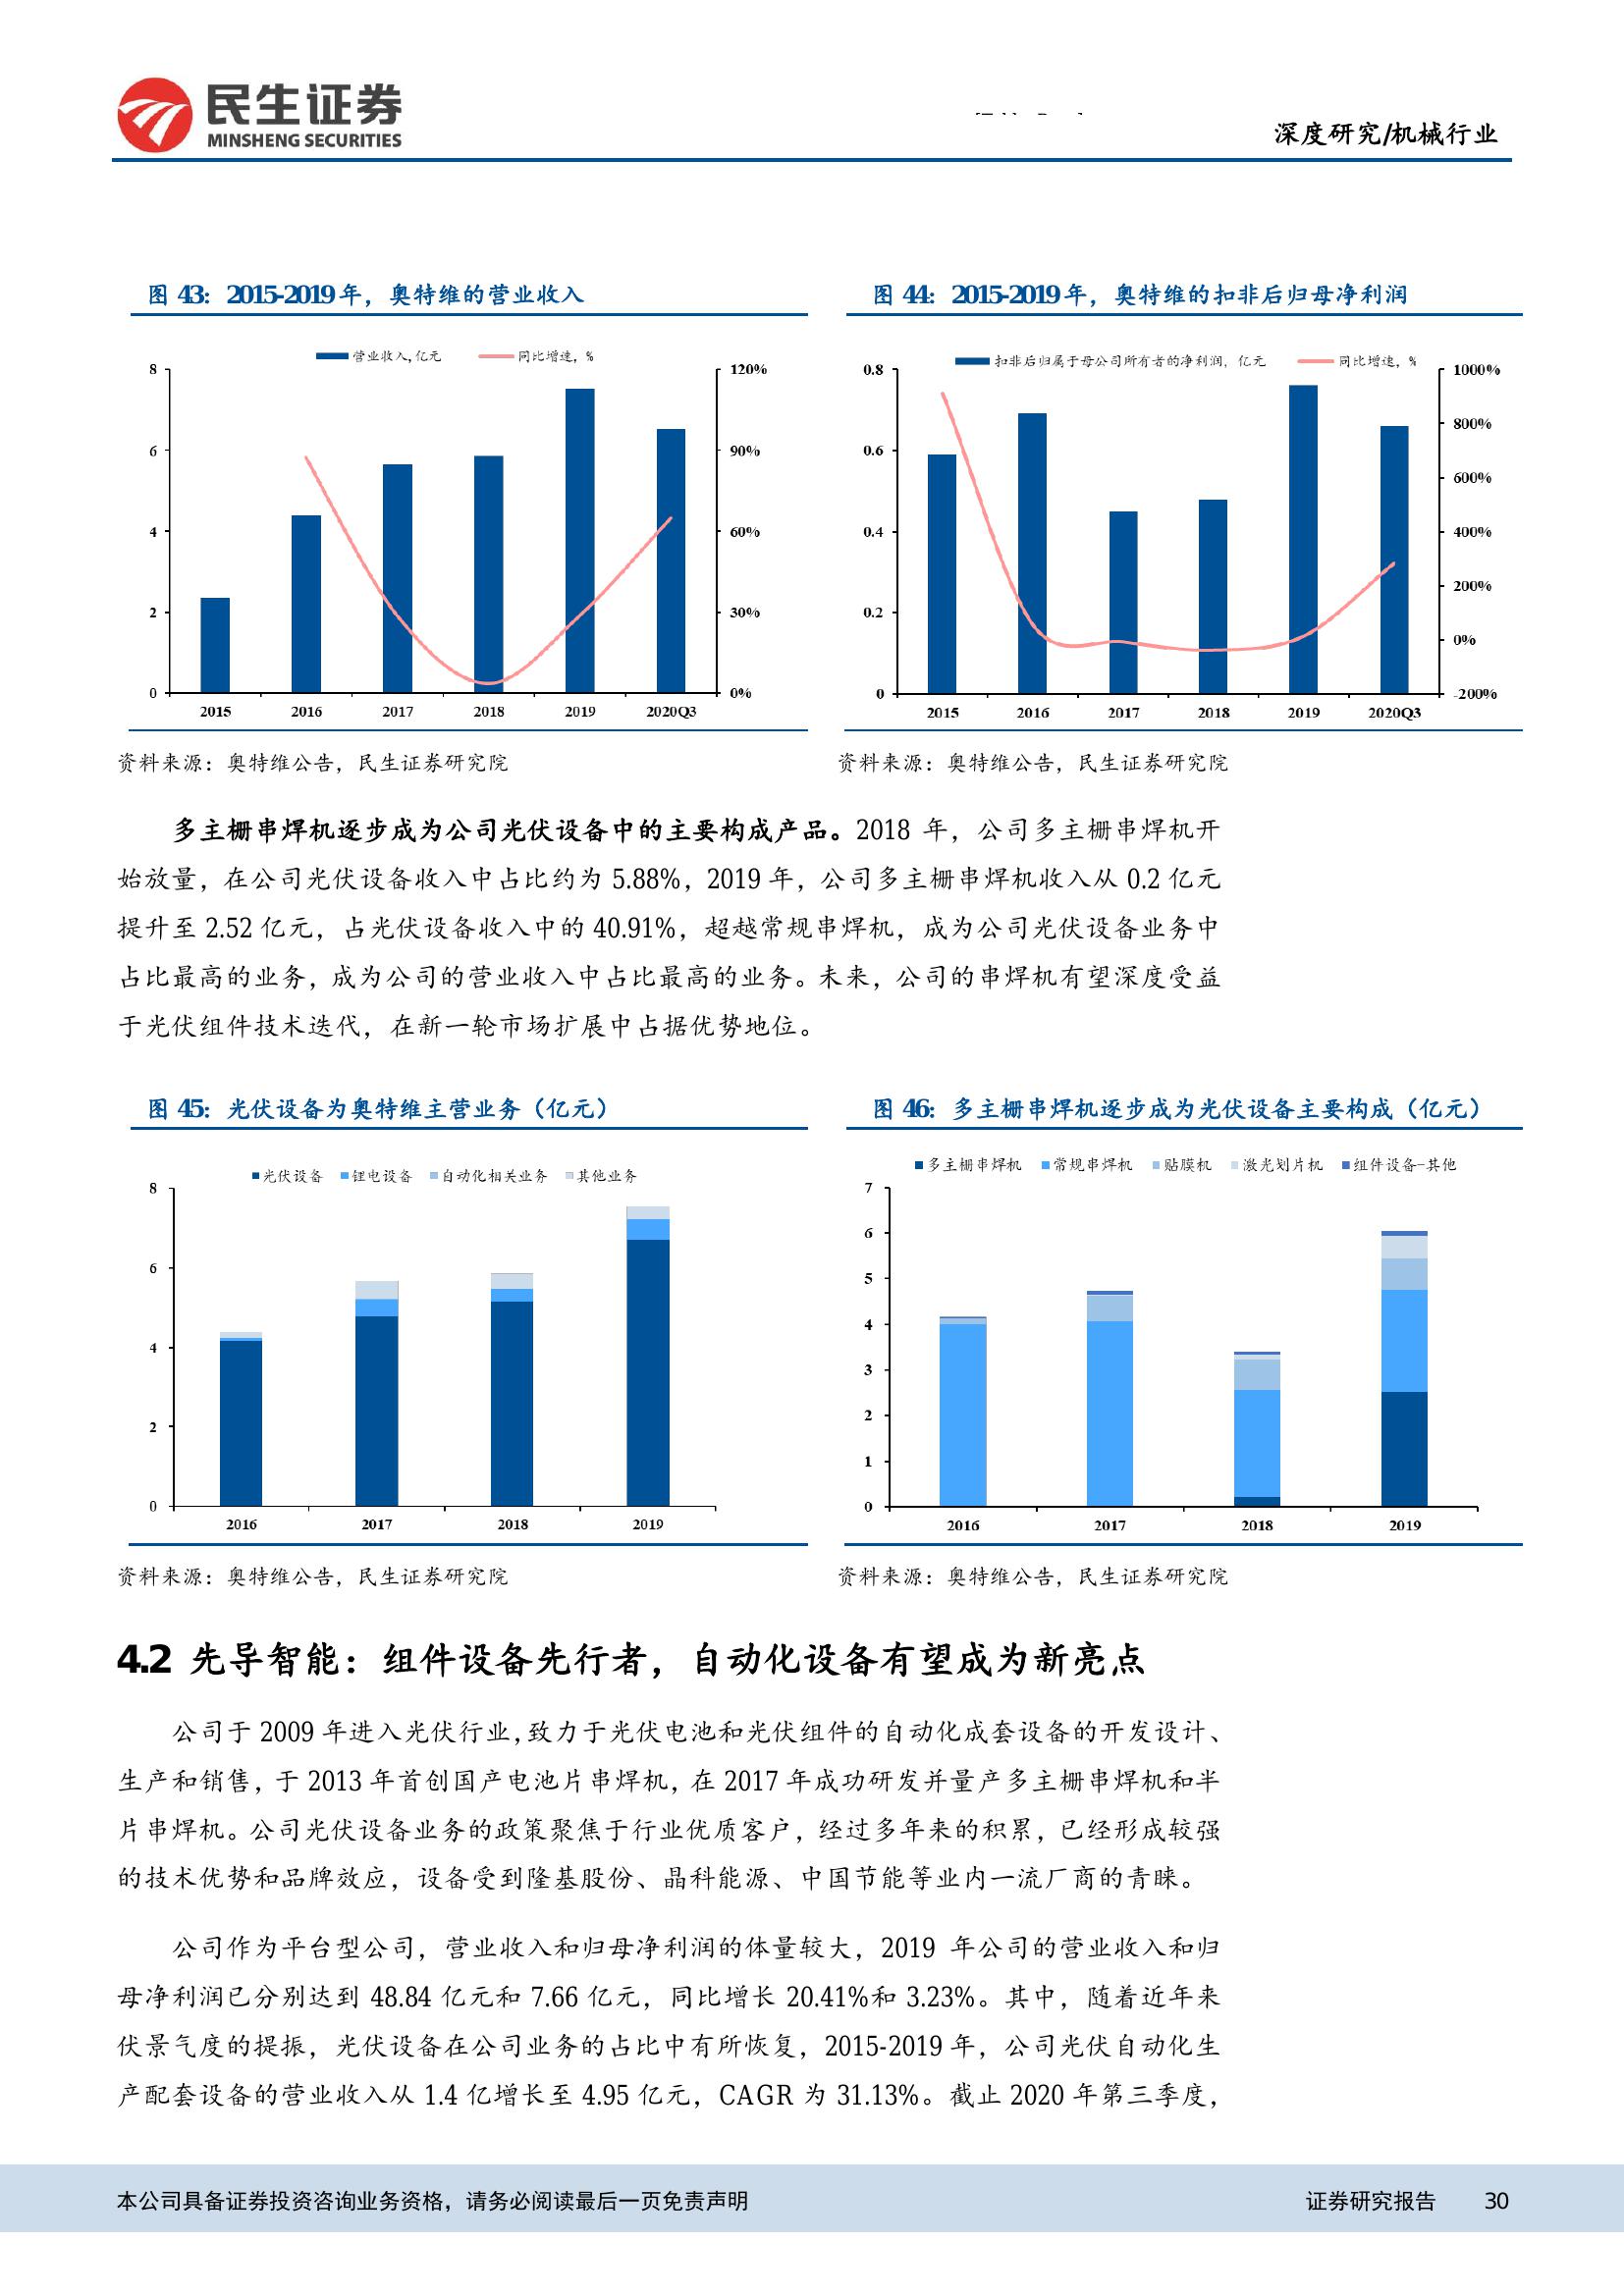 民生证券
MINSHENG SECURITIES
深度研究/机械行业
图 43：2015-2019年，奥特维的营业收入
营业收入,亿元 同比增速，%
8
6
4
2
0
120%
90%
60%
30%
0%
2015 2016 2017 2018 2019 2020Q3
资料来源：奥特维公告，民生证券研究院
图 44：2015-2019年，奥特维的扣非后归母净利润
扣非后归属于母公司所有者的净利润，亿元 同比增速，%
0.8
0.6
0.4
0.2
0
1000%
800%
600%
400%
200%
0%
-200%
2015 2016 2017 2018 2019 2020Q3
资料来源：奥特维公告，民生证券研究院
多主栅串焊机逐步成为公司光伏设备中的主要构成产品。2018 年，公司多主栅串焊机开
始放量，在公司光伏设备收入中占比约为 5.88%，2019 年，公司多主栅串焊机收入从 0.2 亿元
提升至 2.52 亿元，占光伏设备收入中的 40.91%，超越常规串焊机，成为公司光伏设备业务中
占比最高的业务，成为公司的营业收入中占比最高的业务。未来，公司的串焊机有望深度受益
于光伏组件技术迭代，在新一轮市场扩展中占据优势地位。
图 45：光伏设备为奥特维主营业务（亿元）
光伏设备 锂电设备 自动化相关业务 其他业务
8
6
4
2
0
2016 2017 2018 2019
资料来源：奥特维公告，民生证券研究院
图 46：多主栅串焊机逐步成为光伏设备主要构成（亿元）
多主栅串焊机 常规串焊机 贴膜机 激光划片机 组件设备-其他
7
6
5
4
3
2
1
0
2016 2017 2018 2019
资料来源：奥特维公告，民生证券研究院
4.2 先导智能：组件设备先行者，自动化设备有望成为新亮点
公司于 2009 年进入光伏行业,致力于光伏电池和光伏组件的自动化成套设备的开发设计、
生产和销售，于 2013 年首创国产电池片串焊机，在 2017 年成功研发并量产多主栅串焊机和半
片串焊机。公司光伏设备业务的政策聚焦于行业优质客户，经过多年来的积累，已经形成较强
的技术优势和品牌效应，设备受到隆基股份、晶科能源、中国节能等业内一流厂商的青睐。
公司作为平台型公司，营业收入和归母净利润的体量较大，2019 年公司的营业收入和归
母净利润已分别达到 48.84 亿元和 7.66 亿元，同比增长 20.41%和 3.23%。其中，随着近年来
伏景气度的提振，光伏设备在公司业务的占比中有所恢复，2015-2019 年，公司光伏自动化生
产配套设备的营业收入从 1.4 亿增长至 4.95 亿元，CAGR 为 31.13%。截止 2020 年第三季度，
本公司具备证券投资咨询业务资格，请务必阅读最后一页免责声明
证券研究报告 30